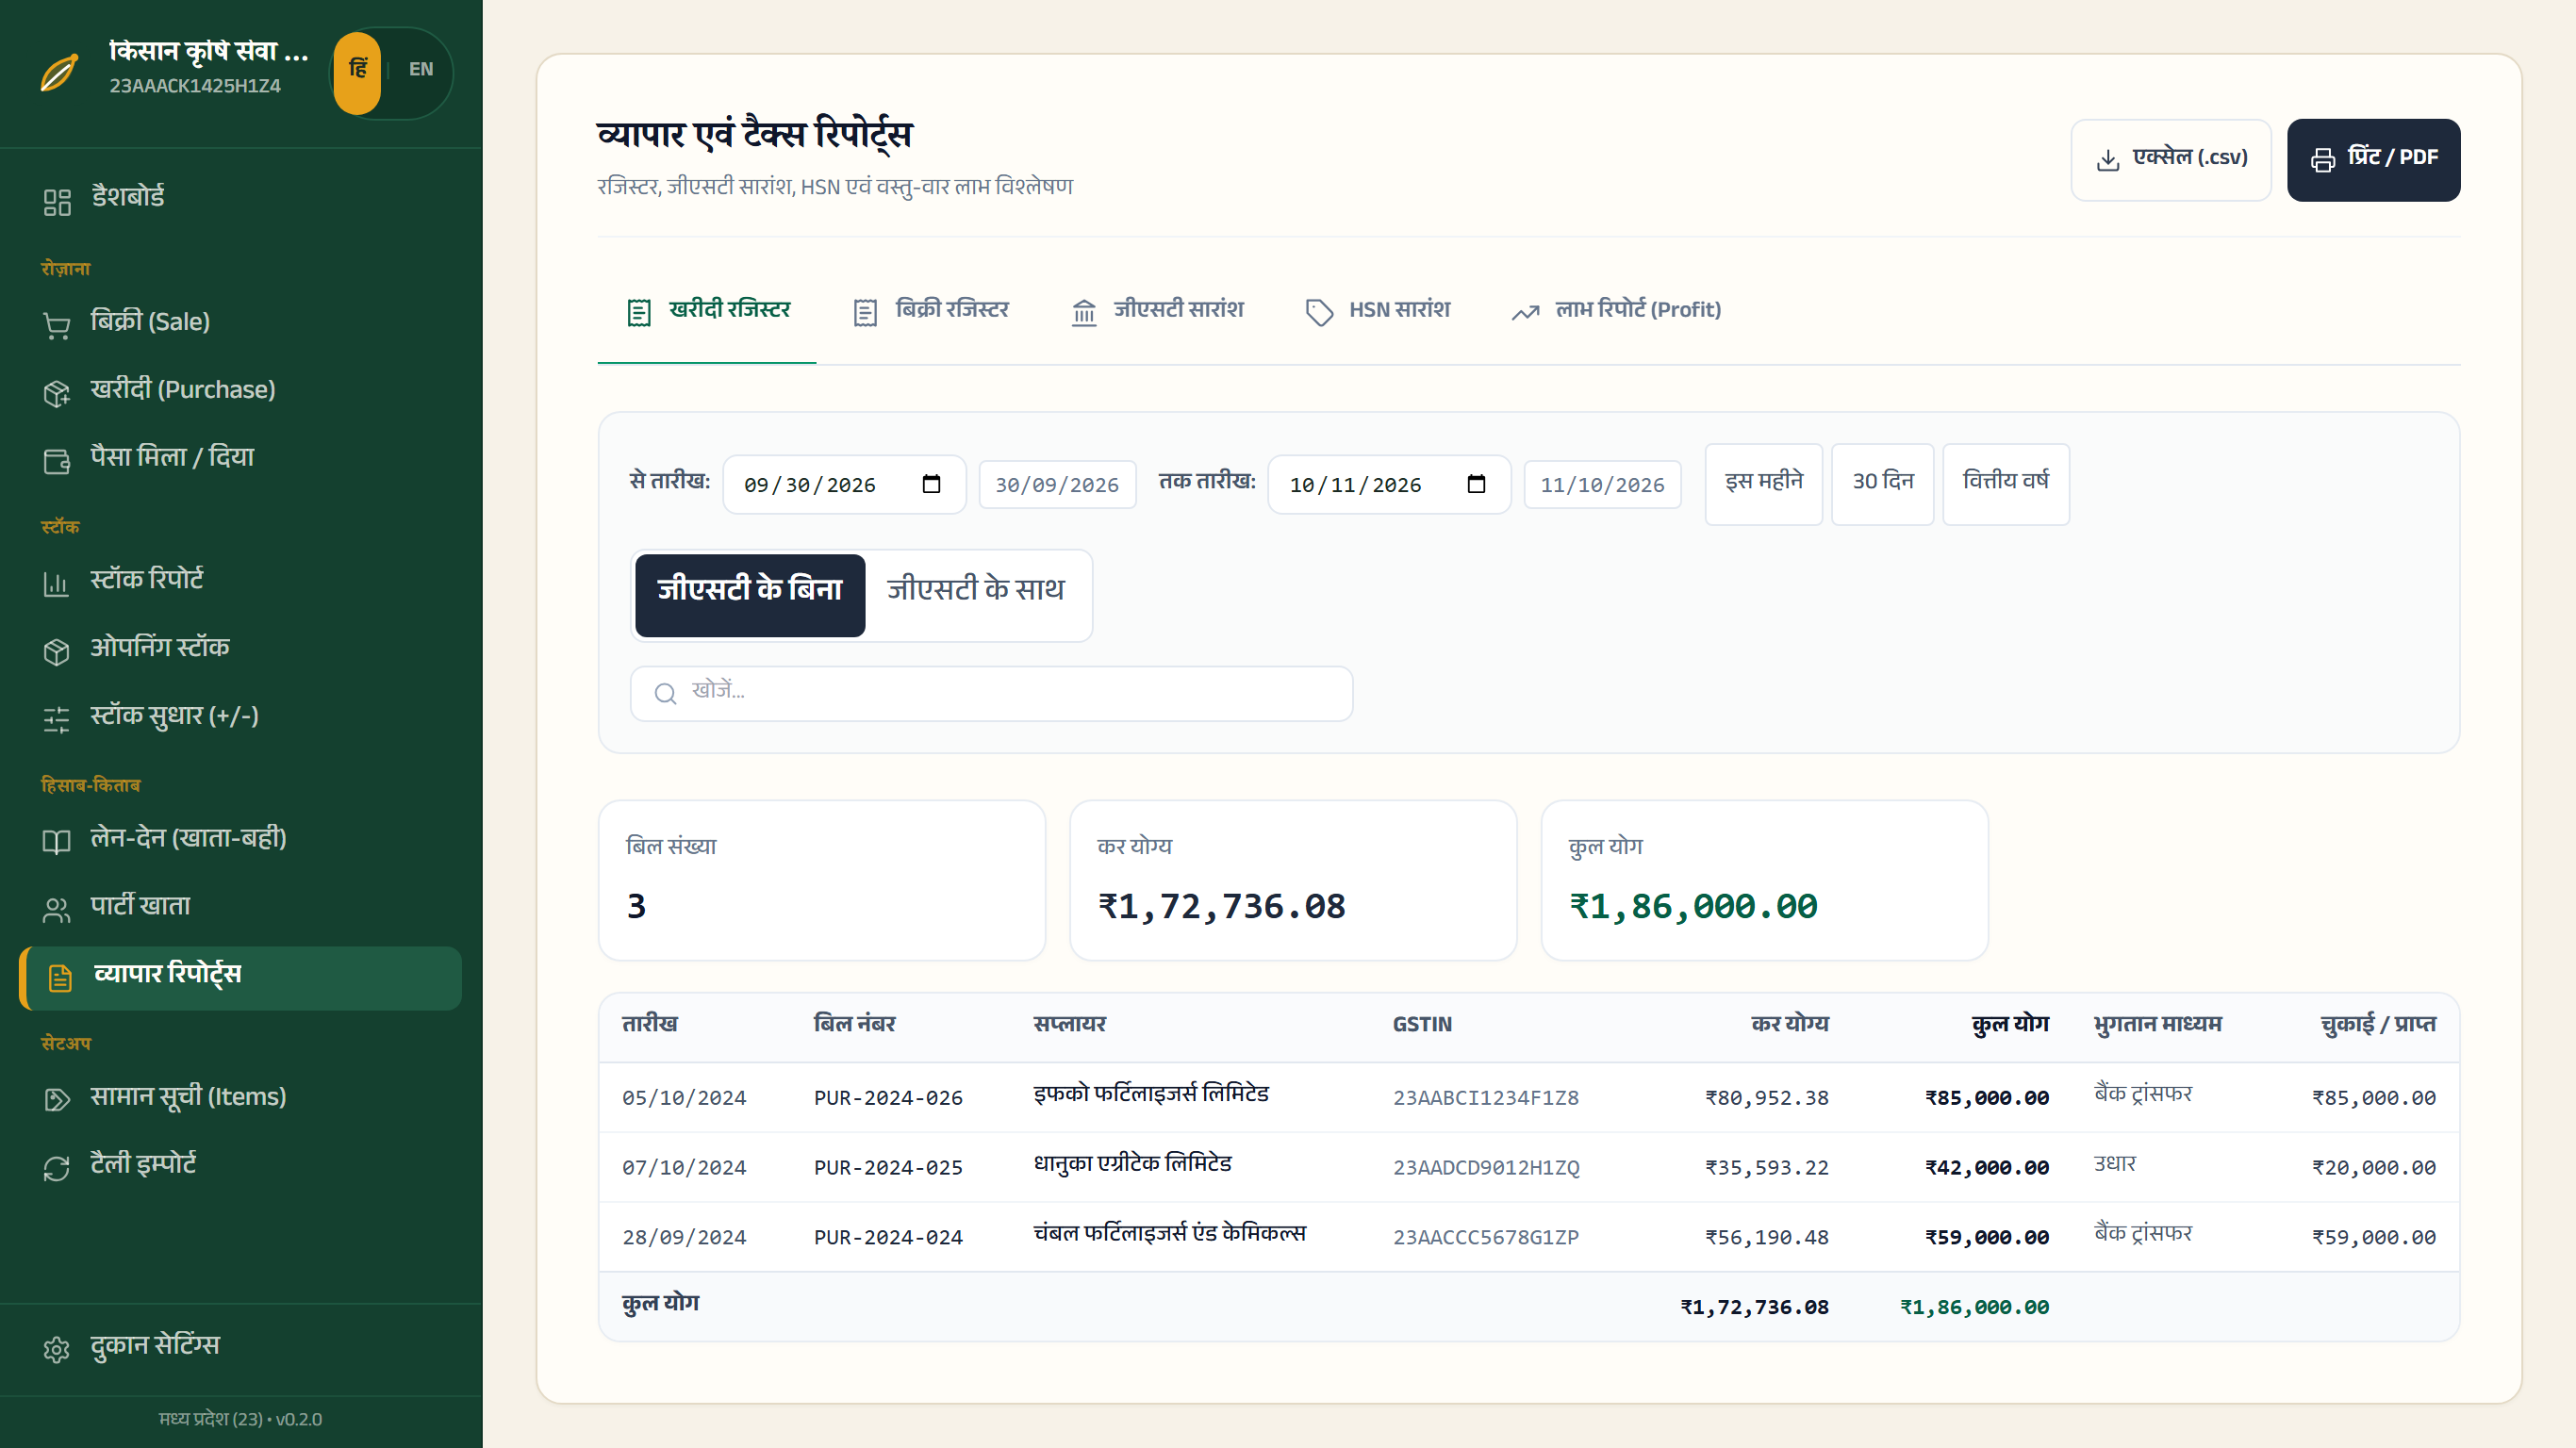 किसान कृषि सेवा ...
23AAACK1425H1Z4
हिं | EN
डैशबोर्ड
रोज़ाना
बिक्री (Sale)
खरीदी (Purchase)
पैसा मिला / दिया
स्टॉक
स्टॉक रिपोर्ट
ओपनिंग स्टॉक
स्टॉक सुधार (+/-)
हिसाब-किताब
लेन-देन (खाता-बही)
पार्टी खाता
व्यापार रिपोर्ट्स
सेटअप
सामान सूची (Items)
टैली इम्पोर्ट
दुकान सेटिंग्स
मध्य प्रदेश (23) • v0.2.0
व्यापार एवं टैक्स रिपोर्ट्स
रजिस्टर, जीएसटी सारांश, HSN एवं वस्तु-वार लाभ विश्लेषण
एक्सेल (.csv)
प्रिंट / PDF
खरीदी रजिस्टर बिक्री रजिस्टर जीएसटी सारांश HSN सारांश लाभ रिपोर्ट (Profit)
से तारीख: 09/30/2026 30/09/2026 तक तारीख: 10/11/2026 11/10/2026 इस महीने 30 दिन वित्तीय वर्ष
जीएसटी के बिना जीएसटी के साथ
खोजें...
बिल संख्या
3
कर योग्य
₹1,72,736.08
कुल योग
₹1,86,000.00
तारीख बिल नंबर सप्लायर GSTIN कर योग्य कुल योग भुगतान माध्यम चुकाई / प्राप्त
05/10/2024 PUR-2024-026 इफको फर्टिलाइजर्स लिमिटेड 23AABCI1234F1Z8 ₹80,952.38 ₹85,000.00 बैंक ट्रांसफर ₹85,000.00
07/10/2024 PUR-2024-025 धानुका एग्रीटेक लिमिटेड 23AADCD9012H1ZQ ₹35,593.22 ₹42,000.00 उधार ₹20,000.00
28/09/2024 PUR-2024-024 चंबल फर्टिलाइजर्स एंड केमिकल्स 23AACCC5678G1ZP ₹56,190.48 ₹59,000.00 बैंक ट्रांसफर ₹59,000.00
कुल योग ₹1,72,736.08 ₹1,86,000.00